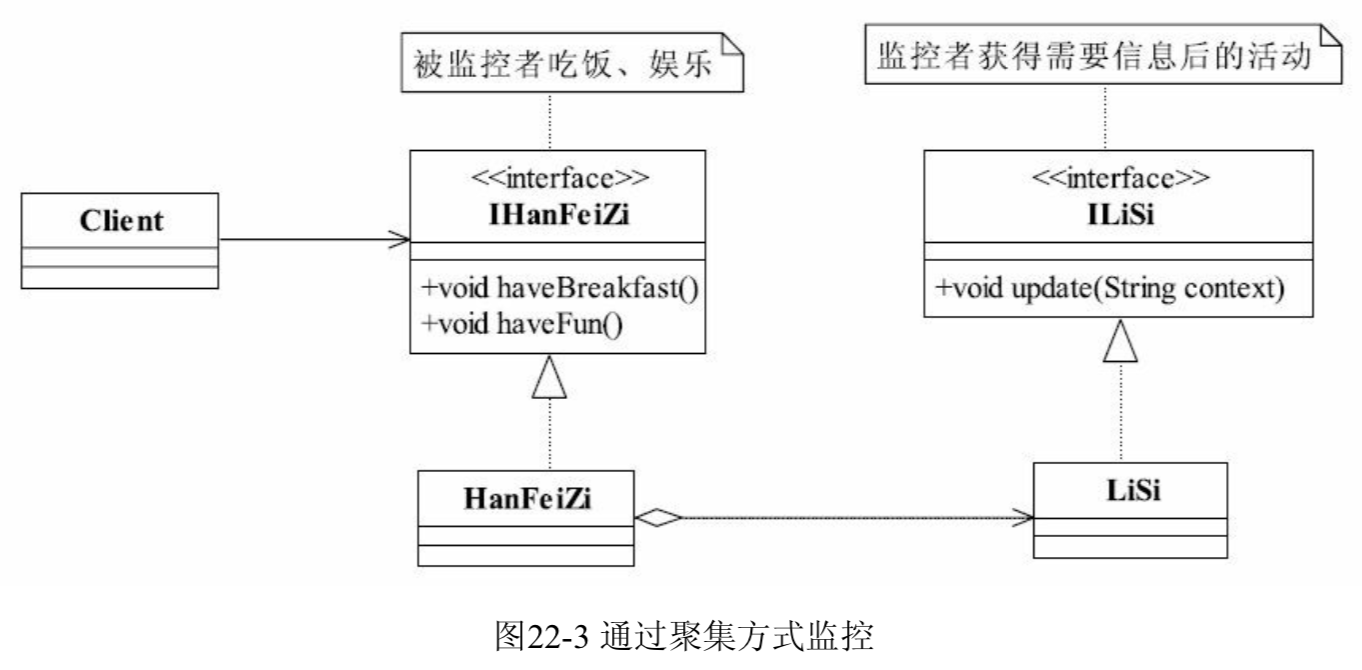 被监控者吃饭、娱乐
监控者获得需要信息后的活动
<<interface>>
IHanFeiZi
+void haveBreakfast()
+void haveFun()
<<interface>>
ILiSi
+void update(String context)
Client
HanFeiZi
LiSi
图22-3 通过聚集方式监控